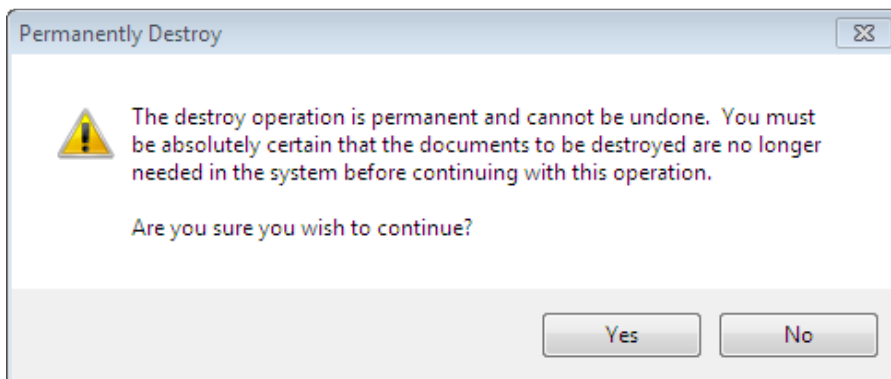 Permanently Destroy
The destroy operation is permanent and cannot be undone.  You must
be absolutely certain that the documents to be destroyed are no longer
needed in the system before continuing with this operation.
Are you sure you wish to continue?
Yes
No